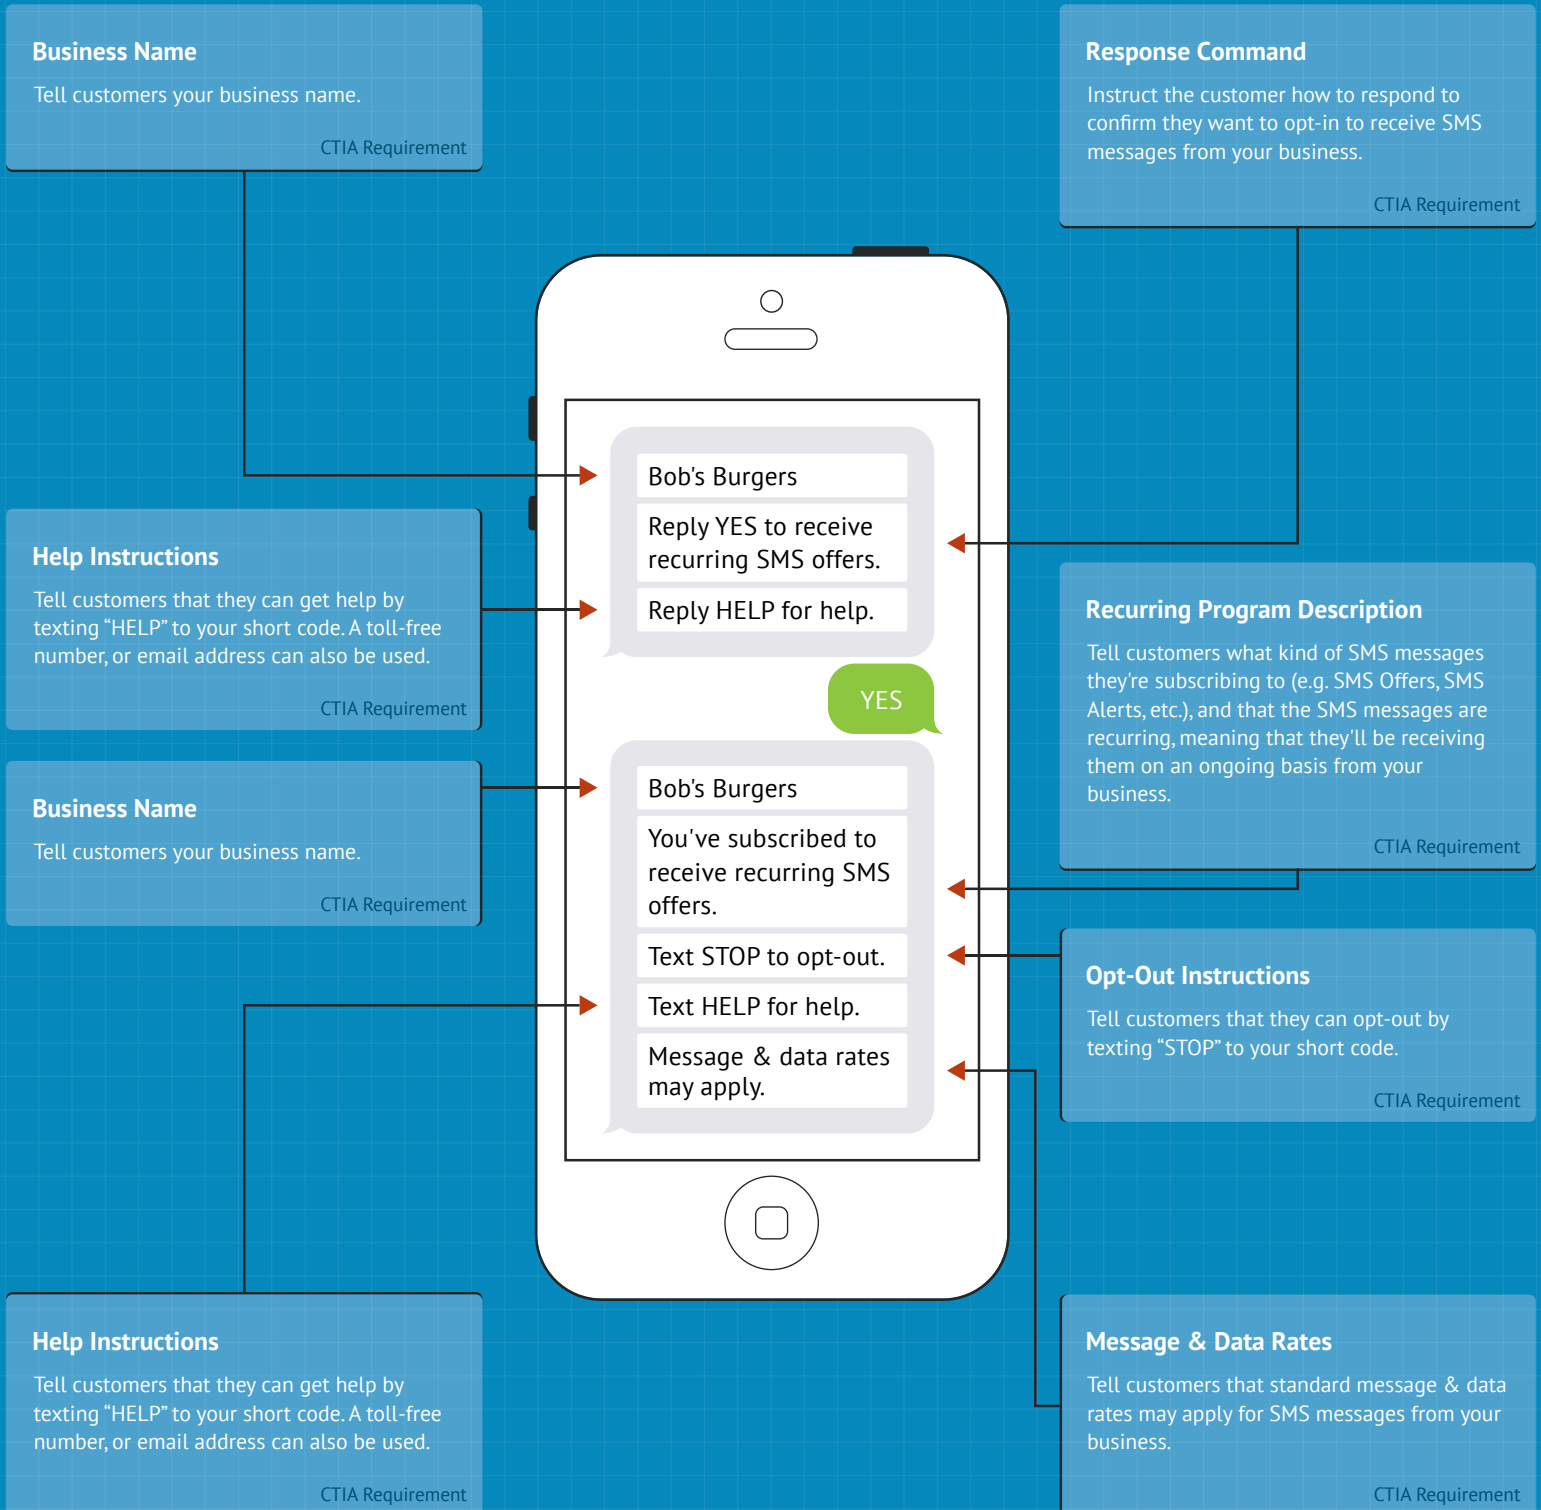 Business Name
Tell customers your business name.
CTIA Requirement
Response Command
Instruct the customer how to respond to
confirm they want to opt-in to receive SMS
messages from your business.
CTIA Requirement
Bob's Burgers
Reply YES to receive
recurring SMS offers.
Reply HELP for help.
YES
Bob's Burgers
You've subscribed to
receive recurring SMS
offers.
Text STOP to opt-out.
Text HELP for help.
Message & data rates
may apply.
Help Instructions
Tell customers that they can get help by
texting “HELP” to your short code. A toll-free
number, or email address can also be used.
CTIA Requirement
Recurring Program Description
Tell customers what kind of SMS messages
they're subscribing to (e.g. SMS Offers, SMS
Alerts, etc.), and that the SMS messages are
recurring, meaning that they'll be receiving
them on an ongoing basis from your
business.
CTIA Requirement
Business Name
Tell customers your business name.
CTIA Requirement
Opt-Out Instructions
Tell customers that they can opt-out by
texting “STOP” to your short code.
CTIA Requirement
Help Instructions
Tell customers that they can get help by
texting “HELP” to your short code. A toll-free
number, or email address can also be used.
CTIA Requirement
Message & Data Rates
Tell customers that standard message & data
rates may apply for SMS messages from your
business.
CTIA Requirement